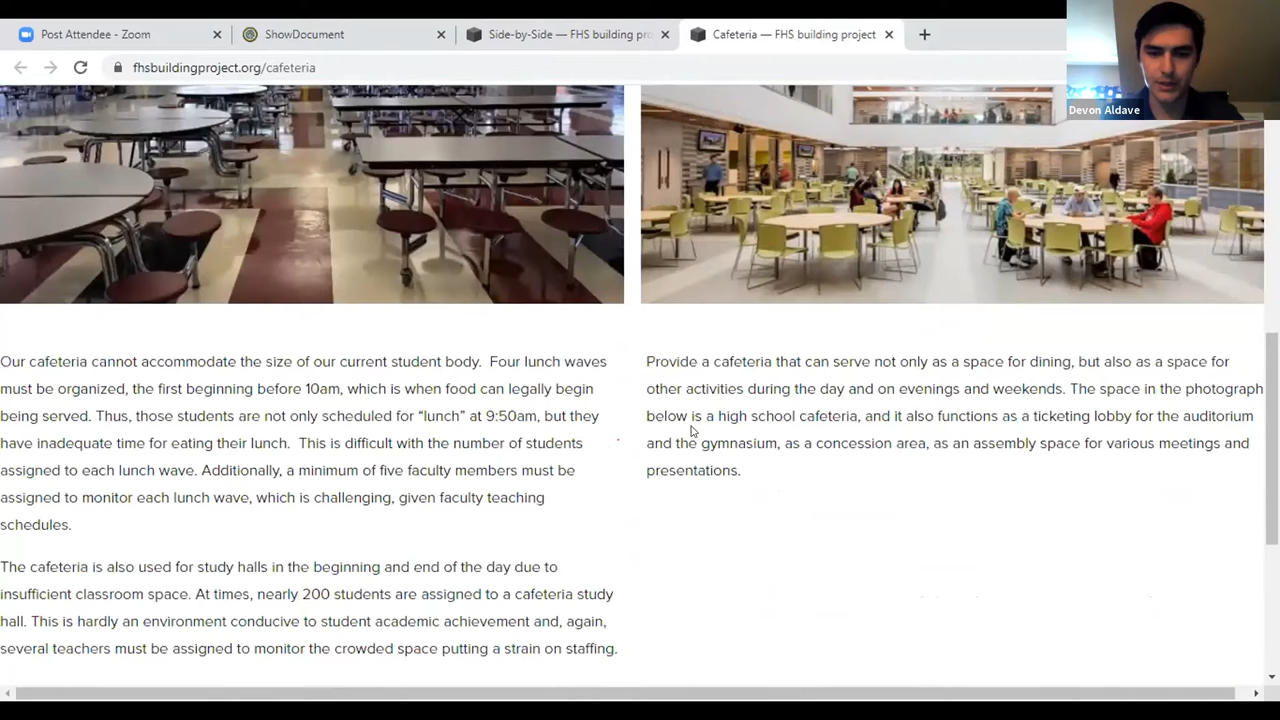 Post Attendee - Zoom
ShowDocument
Side-by-Side — FHS building pro
Cafeteria — FHS building project
fhsbuildingproject.org/cafeteria
Devon Aldave
Our cafeteria cannot accommodate the size of our current student body. Four lunch waves
must be organized, the first beginning before 10am, which is when food can legally begin
being served. Thus, those students are not only scheduled for “lunch” at 9:50am, but they
have inadequate time for eating their lunch. This is difficult with the number of students
assigned to each lunch wave. Additionally, a minimum of five faculty members must be
assigned to monitor each lunch wave, which is challenging, given faculty teaching
schedules.
The cafeteria is also used for study halls in the beginning and end of the day due to
insufficient classroom space. At times, nearly 200 students are assigned to a cafeteria study
hall. This is hardly an environment conducive to student academic achievement and, again,
several teachers must be assigned to monitor the crowded space putting a strain on staffing.
Provide a cafeteria that can serve not only as a space for dining, but also as a space for
other activities during the day and on evenings and weekends. The space in the photograph
below is a high school cafeteria, and it also functions as a ticketing lobby for the auditorium
and the gymnasium, as a concession area, as an assembly space for various meetings and
presentations.